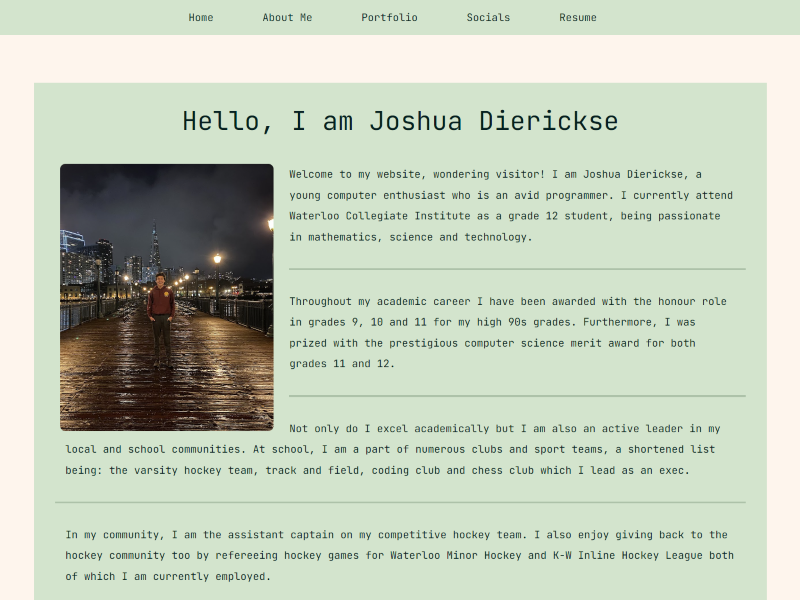 Home About Me Portfolio Socials Resume
Hello, I am Joshua Dierickse
Welcome to my website, wondering visitor! I am Joshua Dierickse, a
young computer enthusiast who is an avid programmer. I currently attend
Waterloo Collegiate Institute as a grade 12 student, being passionate
in mathematics, science and technology.
Throughout my academic career I have been awarded with the honour role
in grades 9, 10 and 11 for my high 90s grades. Furthermore, I was
prized with the prestigious computer science merit award for both
grades 11 and 12.
Not only do I excel academically but I am also an active leader in my
local and school communities. At school, I am a part of numerous clubs and sport teams, a shortened list
being: the varsity hockey team, track and field, coding club and chess club which I lead as an exec.
In my community, I am the assistant captain on my competitive hockey team. I also enjoy giving back to the
hockey community too by refereeing hockey games for Waterloo Minor Hockey and K-W Inline Hockey League both
of which I am currently employed.